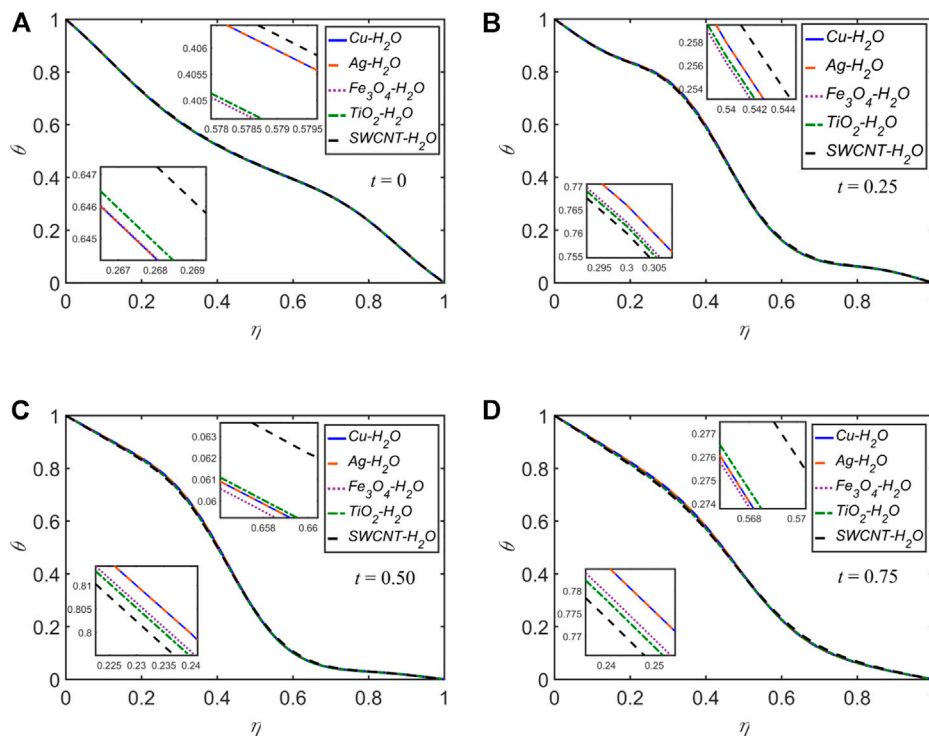 A
1
0.8
0.6
0.4
0.2
0
θ
0 0.2 0.4 0.6 0.8 1
η
0.406
0.4055
0.405
0.578 0.5785 0.579 0.5795
0.647
0.646
0.645
0.267 0.268 0.269
Cu-H2O
Ag-H2O
Fe3O4-H2O
TiO2-H2O
SWCNT-H2O
t = 0
B
1
0.8
0.6
0.4
0.2
0
θ
0 0.2 0.4 0.6 0.8 1
η
0.258
0.256
0.254
0.54 0.542 0.544
0.77
0.765
0.76
0.755
0.295 0.3 0.305
Cu-H2O
Ag-H2O
Fe3O4-H2O
TiO2-H2O
SWCNT-H2O
t = 0.25
C
1
0.8
0.6
0.4
0.2
0
θ
0 0.2 0.4 0.6 0.8 1
η
0.063
0.062
0.061
0.06
0.658 0.66
0.81
0.805
0.8
0.225 0.23 0.235 0.24
Cu-H2O
Ag-H2O
Fe3O4-H2O
TiO2-H2O
SWCNT-H2O
t = 0.50
D
1
0.8
0.6
0.4
0.2
0
θ
0 0.2 0.4 0.6 0.8 1
η
0.277
0.276
0.275
0.274
0.568 0.57
0.78
0.775
0.77
0.24 0.25
Cu-H2O
Ag-H2O
Fe3O4-H2O
TiO2-H2O
SWCNT-H2O
t = 0.75